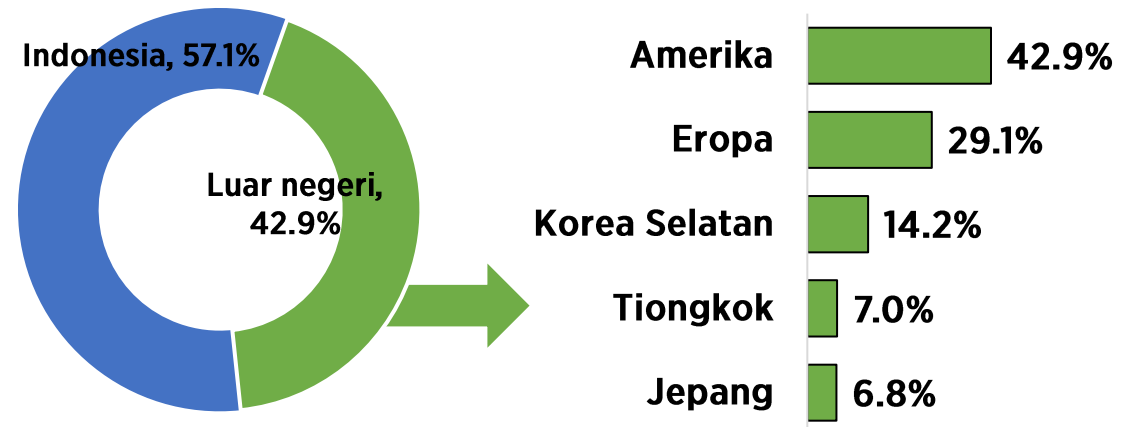 Indonesia, 57.1%
Luar negeri,
42.9%
Amerika 42.9%
Eropa 29.1%
Korea Selatan 14.2%
Tiongkok 7.0%
Jepang 6.8%